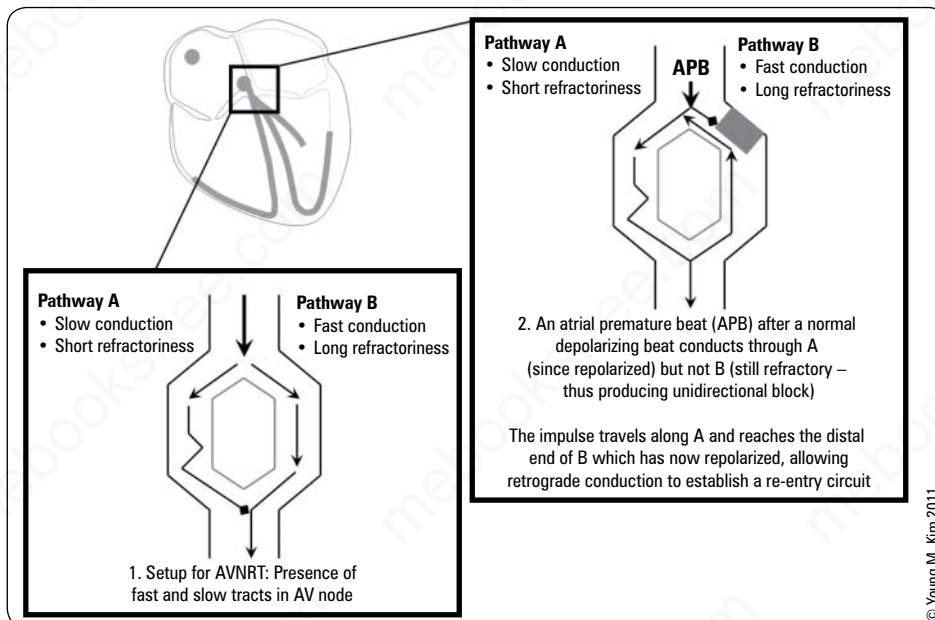 Pathway A
• Slow conduction
• Short refractoriness
APB
Pathway B
• Fast conduction
• Long refractoriness
2. An atrial premature beat (APB) after a normal
depolarizing beat conducts through A
(since repolarized) but not B (still refractory –
thus producing unidirectional block)
The impulse travels along A and reaches the distal
end of B which has now repolarized, allowing
retrograde conduction to establish a re-entry circuit
Pathway A
• Slow conduction
• Short refractoriness
Pathway B
• Fast conduction
• Long refractoriness
1. Setup for AVNRT: Presence of
fast and slow tracts in AV node
© Young M. Kim 2011